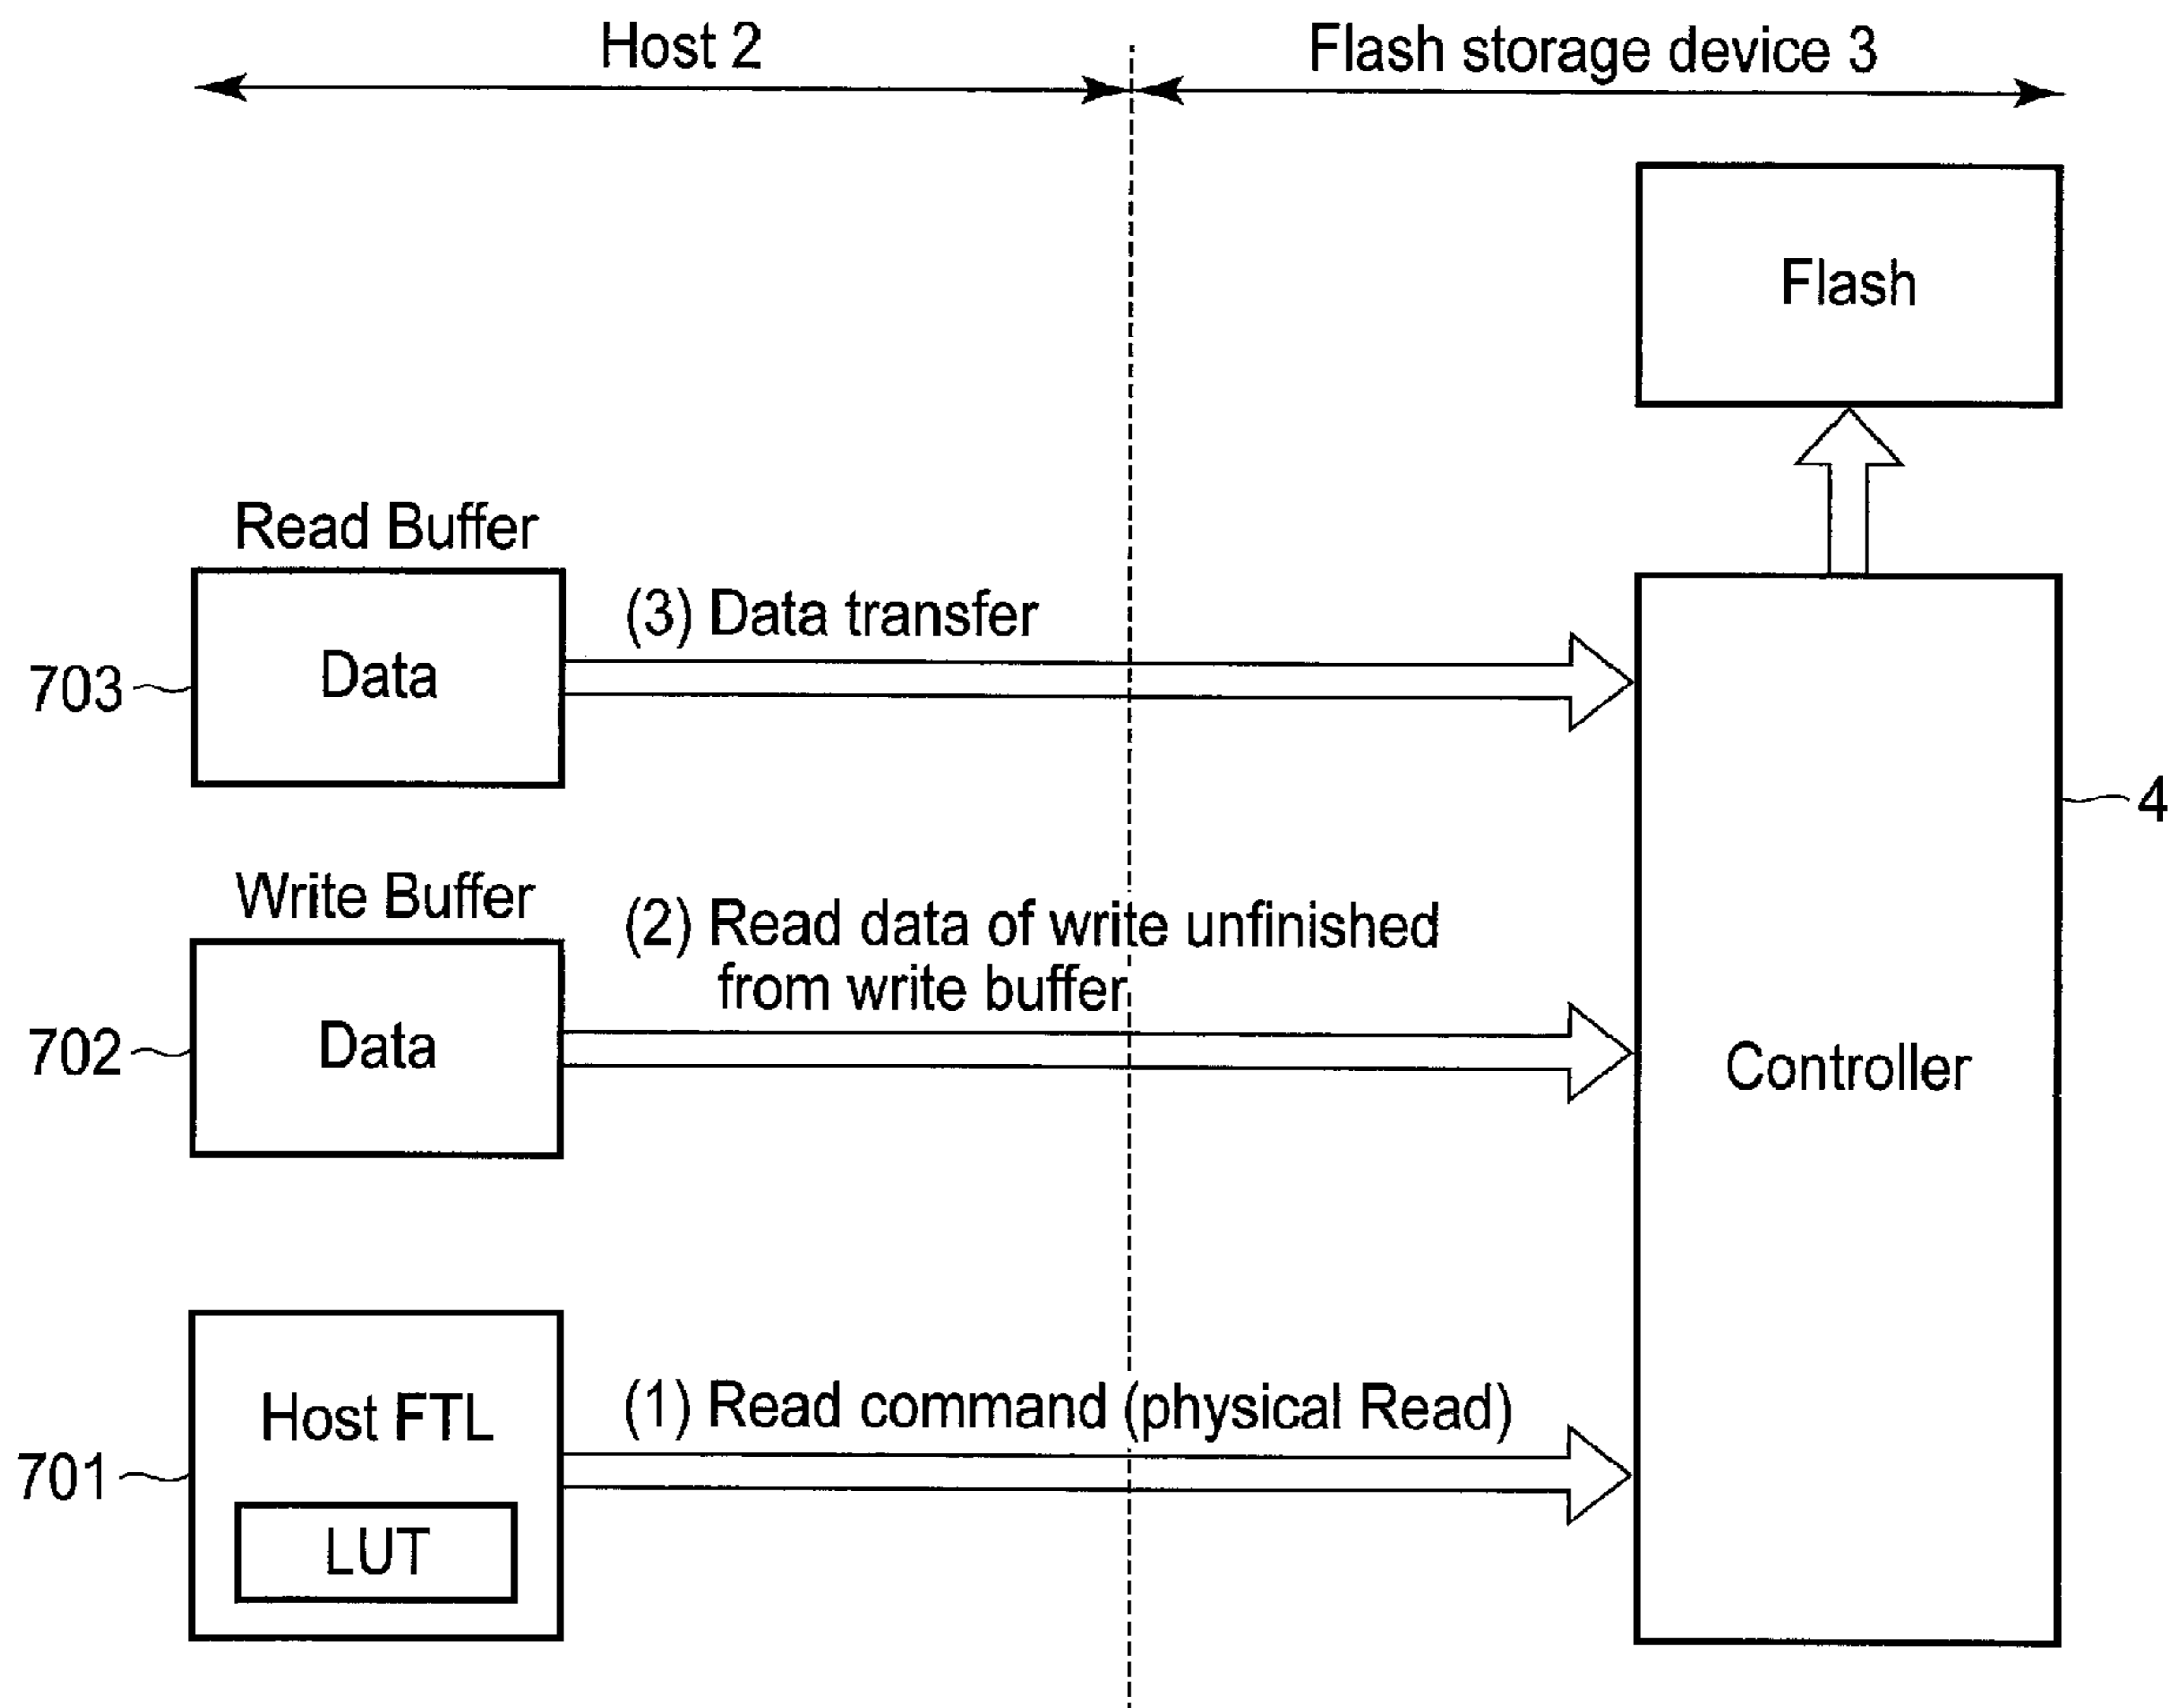 Host 2
Flash storage device 3
Flash
Read Buffer
(3) Data transfer
Data
703
4
Write Buffer
(2) Read data of write unfinished
from write buffer
Data
702
Controller
(1) Read command (physical Read)
Host FTL
701
LUT